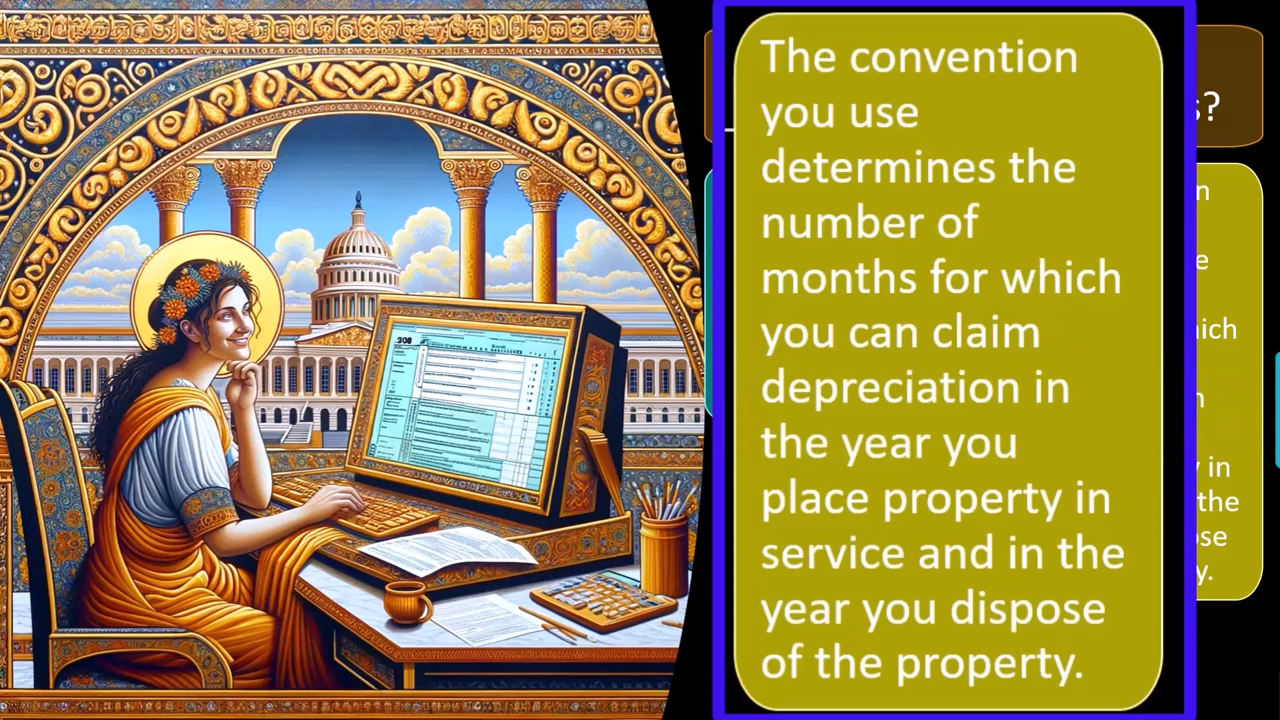 The convention
you use
determines the
number of
months for which
you can claim
depreciation in
the year you
place property in
service and in the
year you dispose
of the property.